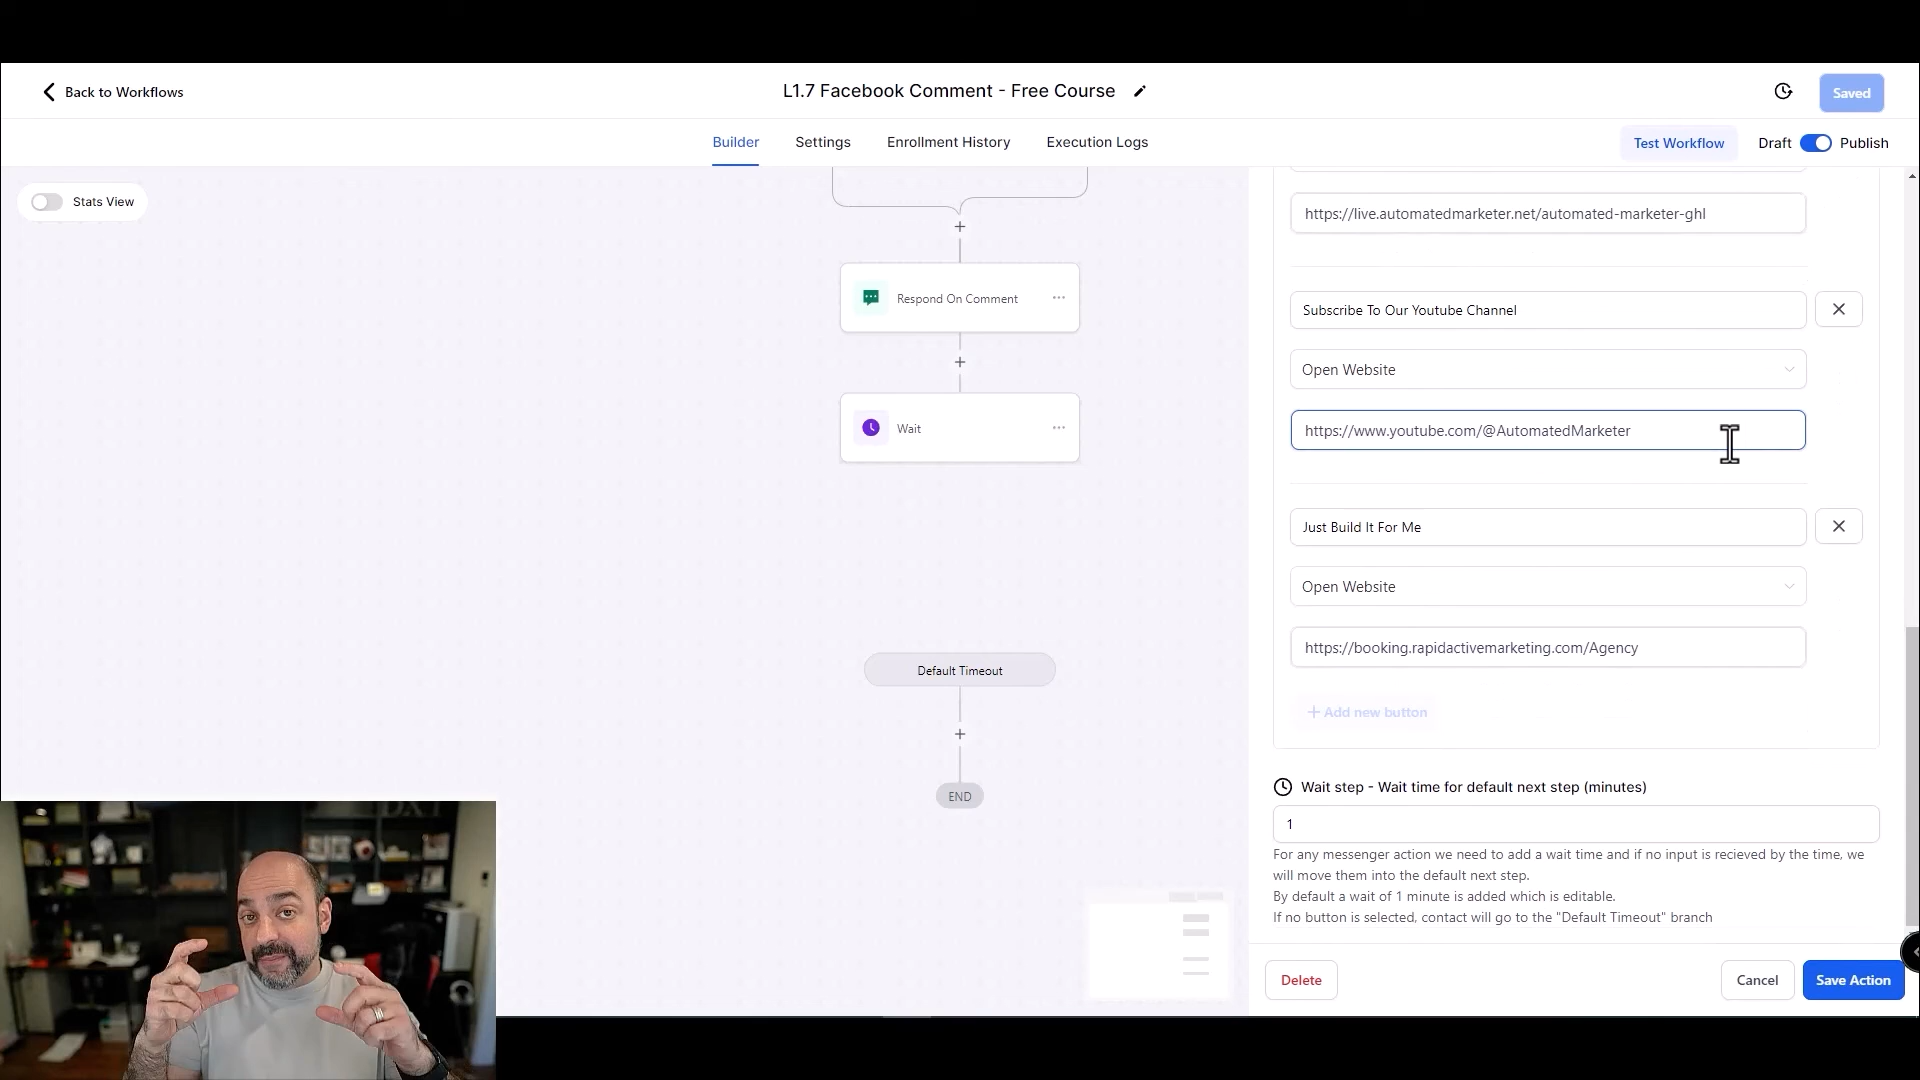 Back to Workflows
L1.7 Facebook Comment - Free Course
Saved
Builder
Settings
Enrollment History
Execution Logs
Test Workflow
Draft
Publish
Stats View
Respond On Comment
Wait
Default Timeout
END
https://live.automatedmarketer.net/automated-marketer-ghl
Subscribe To Our Youtube Channel
Open Website
https://www.youtube.com/@AutomatedMarketer
Just Build It For Me
Open Website
https://booking.rapidactivemarketing.com/Agency
+ Add new button
Wait step - Wait time for default next step (minutes)
1
For any messenger action we need to add a wait time and if no input is recieved by the time, we
will move them into the default next step.
By default a wait of 1 minute is added which is editable.
If no button is selected, contact will go to the "Default Timeout" branch
Delete
Cancel
Save Action